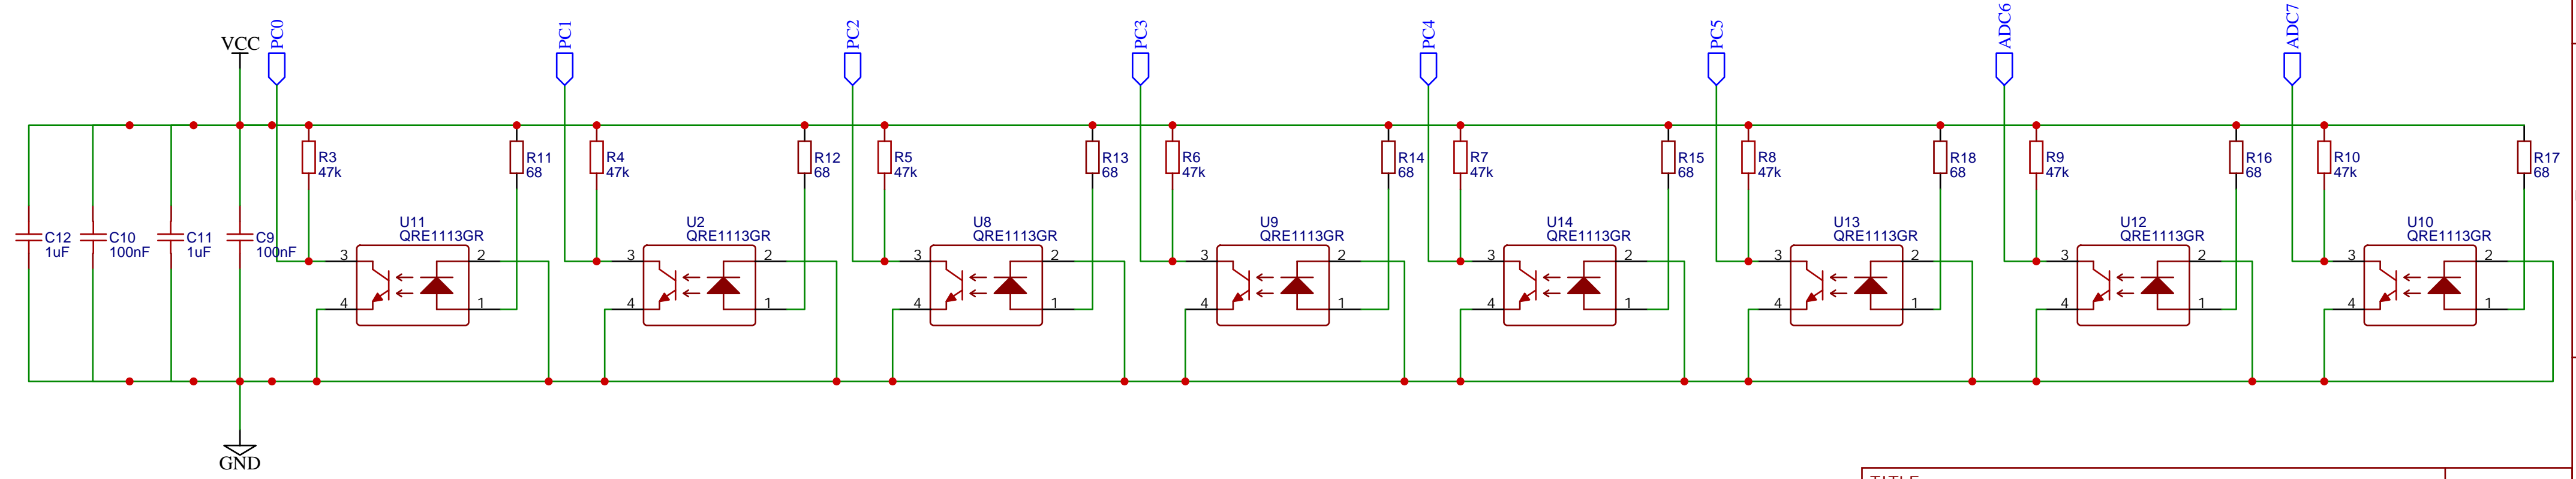 PC0
PC1
PC2
PC3
PC4
PC5
ADC6
ADC7
VCC
R3
47k
R11
68
R4
47k
R12
68
R5
47k
R13
68
R6
47k
R14
68
R7
47k
R15
68
R8
47k
R18
68
R9
47k
R16
68
R10
47k
R17
68
C12
1uF
C10
100nF
C11
1uF
C9
100nF
U11
QRE1113GR
3
2
4
1
U2
QRE1113GR
3
2
4
1
U8
QRE1113GR
3
2
4
1
U9
QRE1113GR
3
2
4
1
U14
QRE1113GR
3
2
4
1
U13
QRE1113GR
3
2
4
1
U12
QRE1113GR
3
2
4
1
U10
QRE1113GR
3
2
4
1
GND